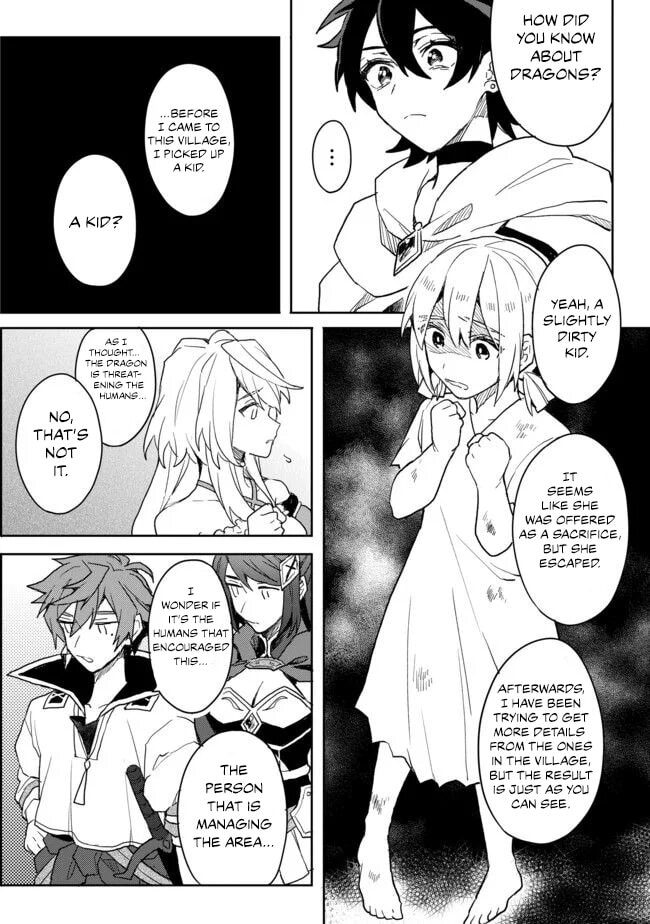 HOW DID
YOU KNOW
ABOUT
DRAGONS?
...
...BEFORE
I CAME TO
THIS VILLAGE,
I PICKED UP
A KID.
A KID?
YEAH, A
SLIGHTLY
DIRTY
KID.
IT
SEEMS
LIKE SHE
WAS OFFERED
AS A SACRIFICE,
BUT SHE
ESCAPED.
AFTERWARDS,
I HAVE BEEN
TRYING TO GET
MORE DETAILS
FROM THE ONES
IN THE VILLAGE,
BUT THE RESULT
IS JUST AS YOU
CAN SEE.
AS I
THOUGHT...
THE DRAGON
IS THREAT-
ENING THE
HUMANS...
NO,
THAT'S
NOT
IT.
I
WONDER IF
IT'S THE
HUMANS THAT
ENCOURAGED
THIS...
THE
PERSON
THAT IS
MANAGING
THE AREA...